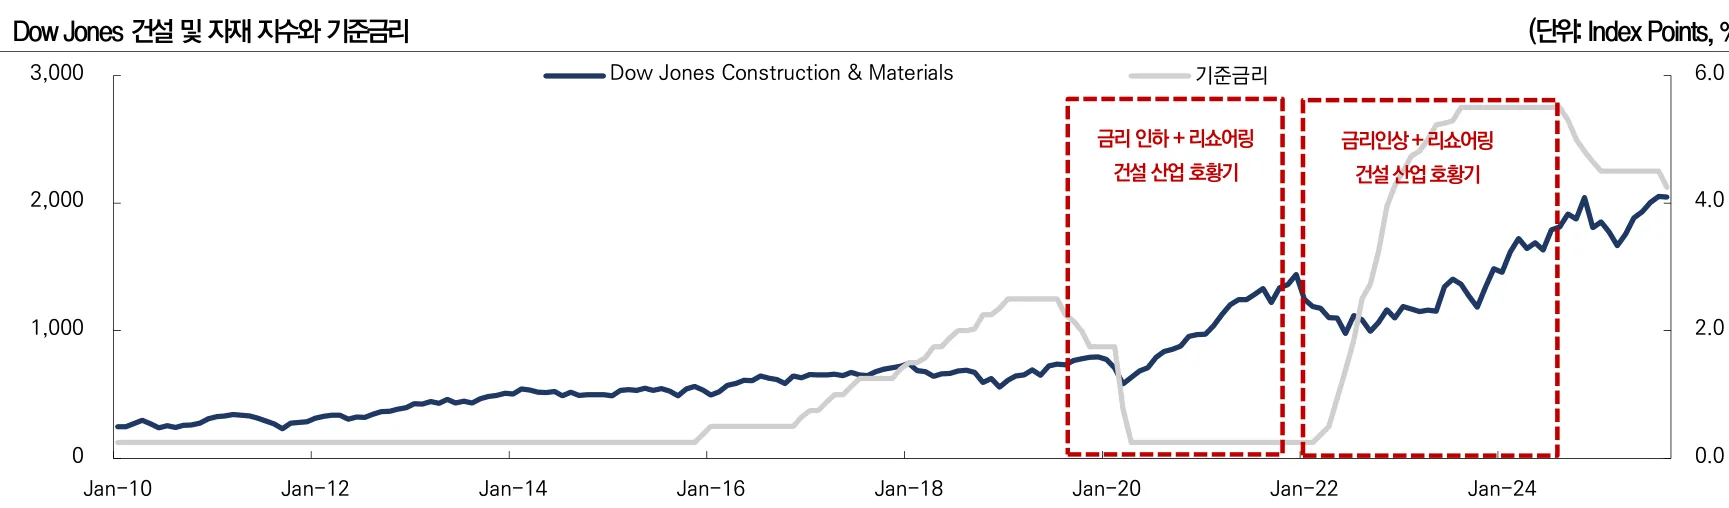 Dow Jones 건설 및 자재 지수와 기준금리
(단위: Index Points, %
3,000
Dow Jones Construction & Materials
기준금리
6.0
금리 인하 + 리쇼어링
건설 산업 호황기
금리인상 + 리쇼어링
건설 산업 호황기
2,000
4.0
1,000
2.0
0
0.0
Jan-10
Jan-12
Jan-14
Jan-16
Jan-18
Jan-20
Jan-22
Jan-24